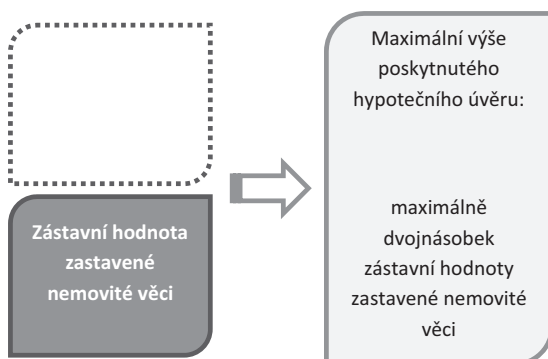 Zástavní hodnota
zastavené
nemovité věci
Maximální výše
poskytnutého
hypotečního úvěru:
maximálně
dvojnásobek
zástavní hodnoty
zastavené nemovité
věci